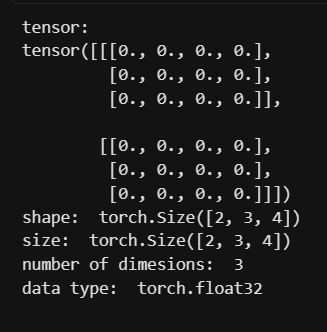 tensor:
tensor([[[0., 0., 0., 0.],
         [0., 0., 0., 0.],
         [0., 0., 0., 0.]],

        [[0., 0., 0., 0.],
         [0., 0., 0., 0.],
         [0., 0., 0., 0.]]])
shape:  torch.Size([2, 3, 4])
size:  torch.Size([2, 3, 4])
number of dimesions:  3
data type:  torch.float32